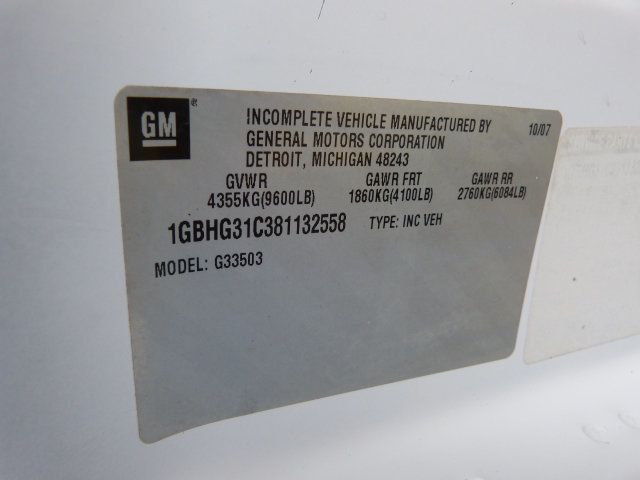 GM ®
INCOMPLETE VEHICLE MANUFACTURED BY 10/07
GENERAL MOTORS CORPORATION
DETROIT, MICHIGAN 48243
GVWR GAWR FRT GAWR RR
4355KG(9600LB) 1860KG(4100LB) 2760KG(6084LB)
1GBHG31C381132558 TYPE: INC VEH
MODEL: G33503